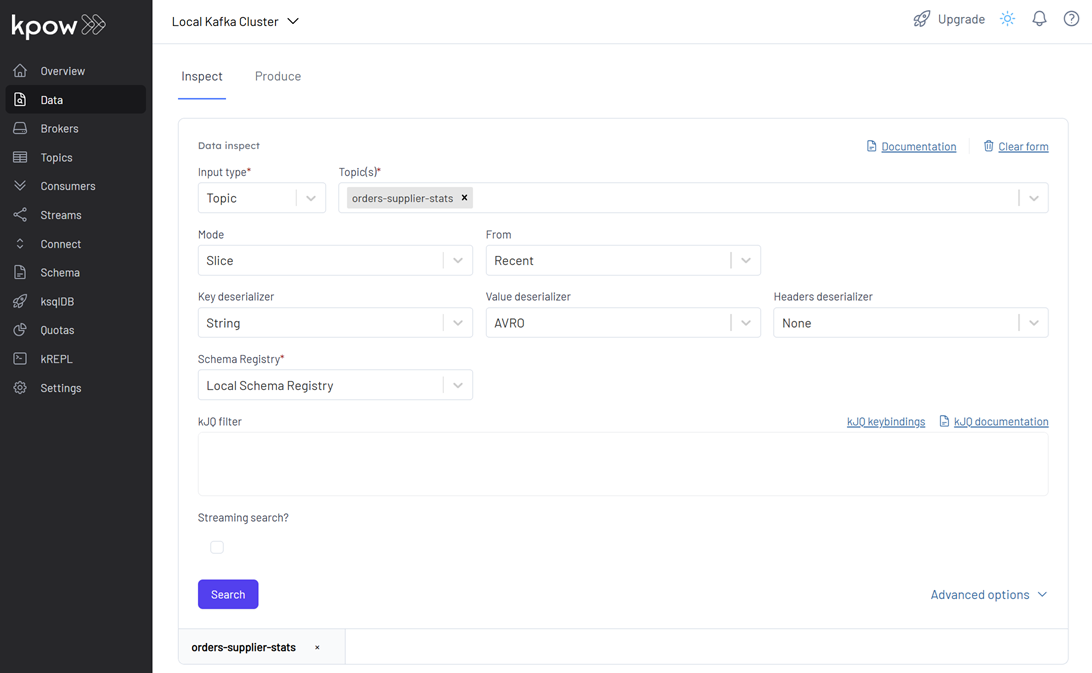 kpow
Local Kafka Cluster
Upgrade
Overview
Data
Brokers
Topics
Consumers
Streams
Connect
Schema
ksqlDB
Quotas
kREPL
Settings
Inspect Produce
Data inspect Documentation Clear form
Input type* Topic(s)*
Topic orders-supplier-stats ×
Mode From
Slice Recent
Key deserializer Value deserializer Headers deserializer
String AVRO None
Schema Registry*
Local Schema Registry
kJQ filter kJQ keybindings kJQ documentation
Streaming search?
Search Advanced options
orders-supplier-stats ×